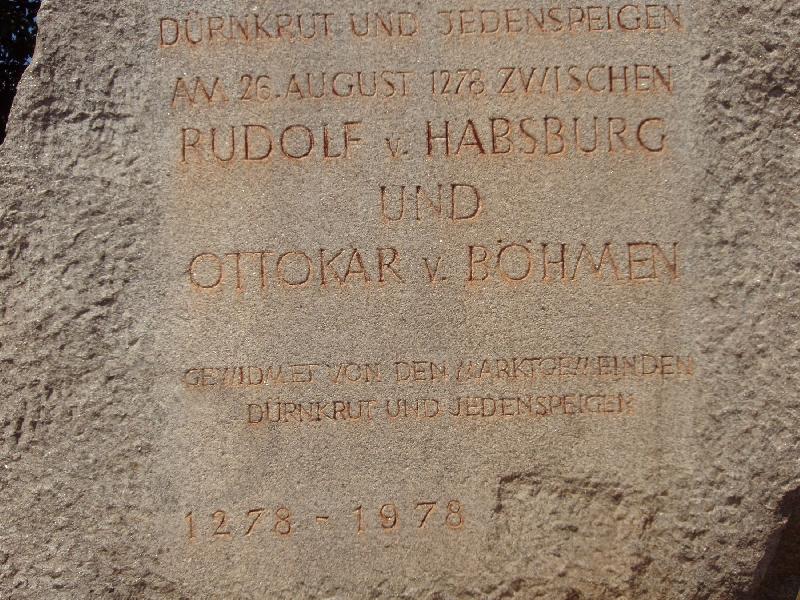 DÜRNKRUT UND JEDENSPEIGEN
AM 26. AUGUST 1278 ZWISCHEN
RUDOLF v. HABSBURG
UND
OTTOKAR v. BÖHMEN
GEWIDMET VON DEN MARKTGEMEINDEN
DÜRNKRUT UND JEDENSPEIGEN
1278 - 1978